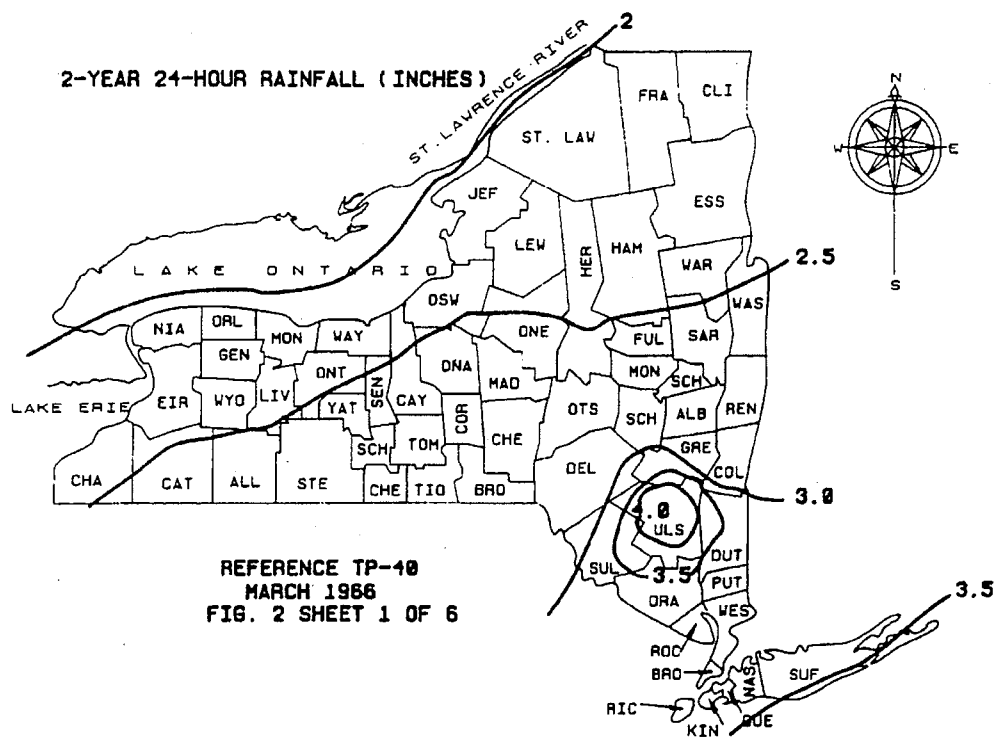 2
2-YEAR 24-HOUR RAINFALL (INCHES)
ST. LAWRENCE RIVER
FRA
CLI
N
ST. LAW
W
E
JEF
ESS
LEW
HER
HAM
S
LAKE ONTARIO
WAR
2.5
OSW
WAS
NIA
ORL
MON
WAY
ONE
FUL
SAR
GEN
ONT
ONA
MON
SCH
EIR
WYO
LIV
YAT
SEN
CAY
MAD
LAKE ERIE
COR
OTS
SCH
ALB
REN
CHE
SCH
TOM
GRE
COL
CHA
CAT
ALL
STE
CHE
TIO
BRO
DEL
3.0
4.0
ULS
DUT
SUL
3.5
PUT
REFERENCE TP-40
MARCH 1966
FIG. 2 SHEET 1 OF 6
ORA
WES
3.5
ROC
BRO
NAS
SUF
RIC
KIN
QUE